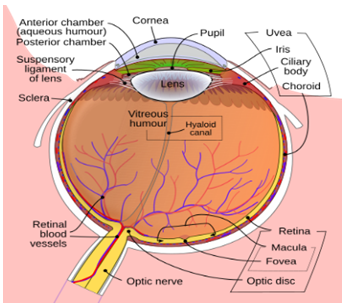 Anterior chamber
(aqueous humour)
Posterior chamber
Suspensory
ligament
of lens
Sclera
Cornea
Pupil
Uvea
Iris
Ciliary
body
Choroid
Lens
Vitreous
humour
Hyaloid
canal
Retinal
blood
vessels
Optic nerve
Retina
Macula
Fovea
Optic disc